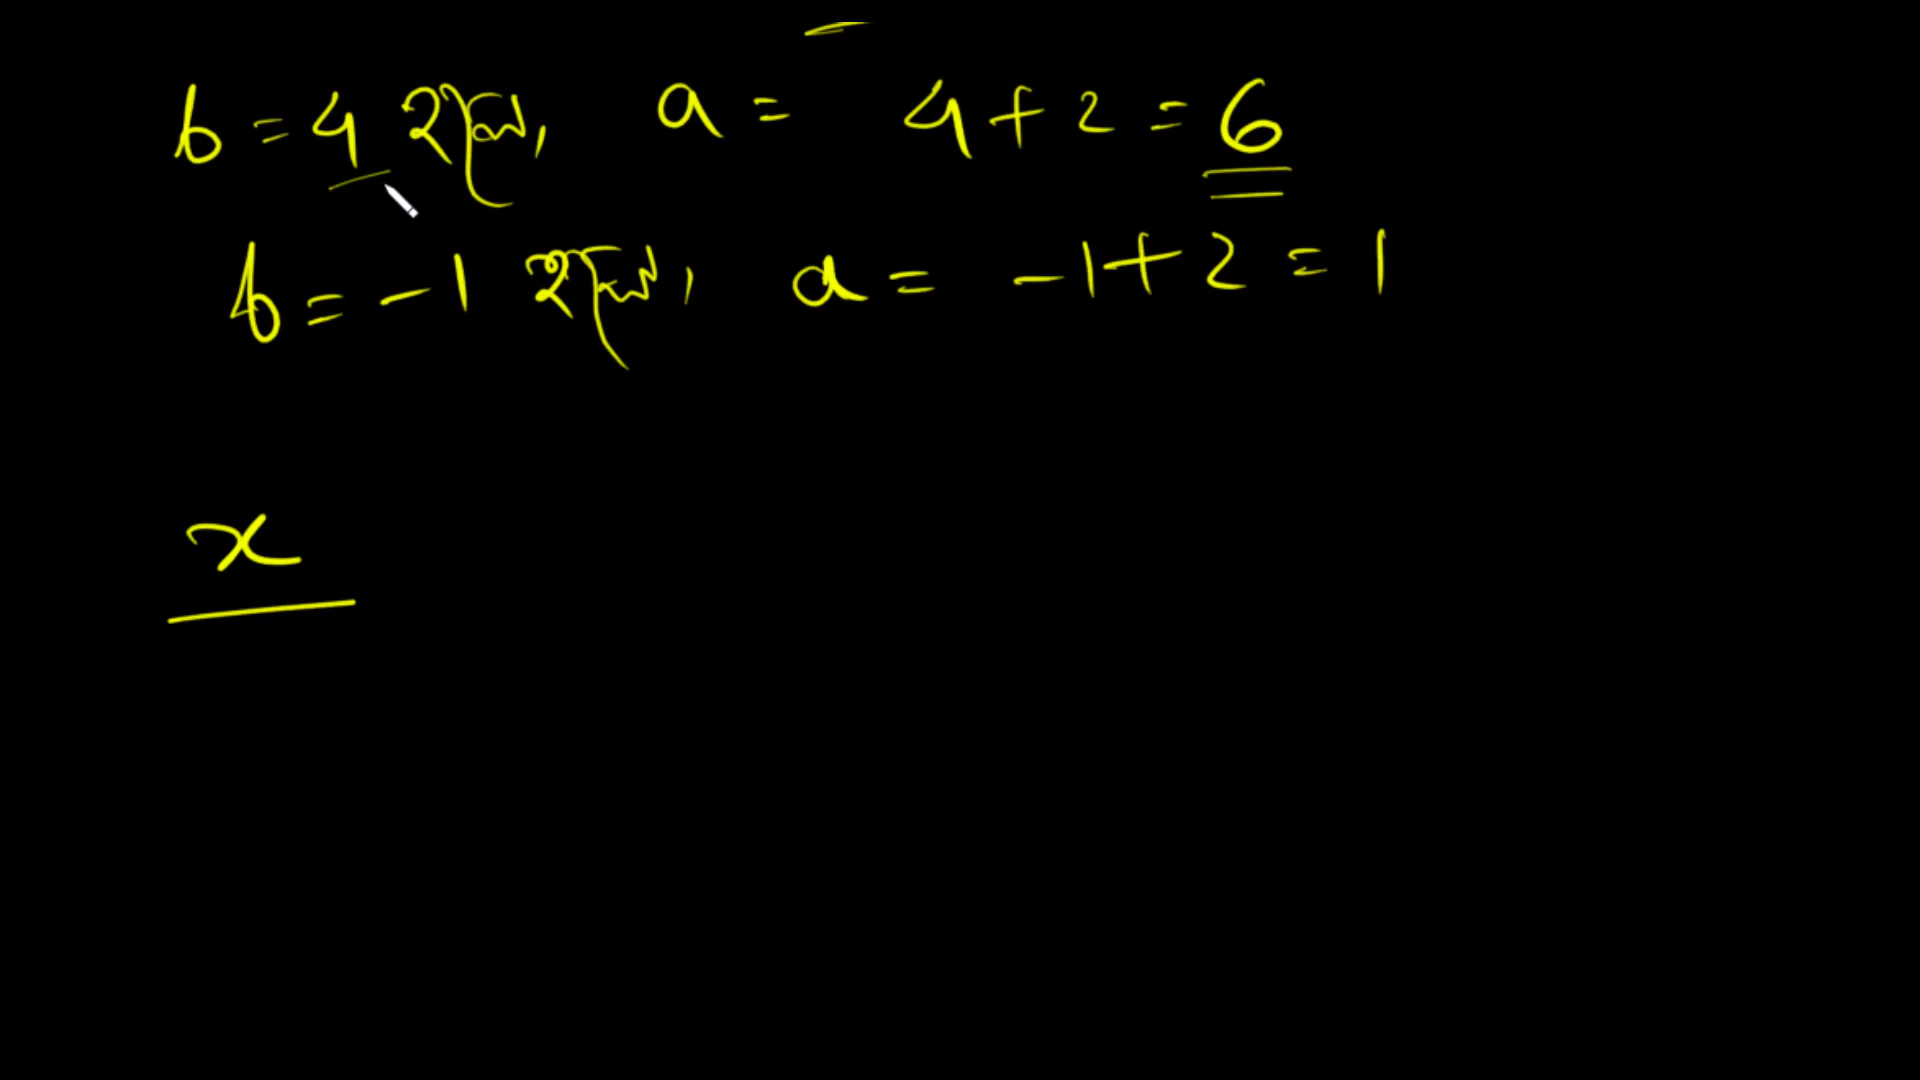 b = 4 হলে, a = 4 + 2 = 6
b = -1 হলে, a = -1 + 2 = 1
x